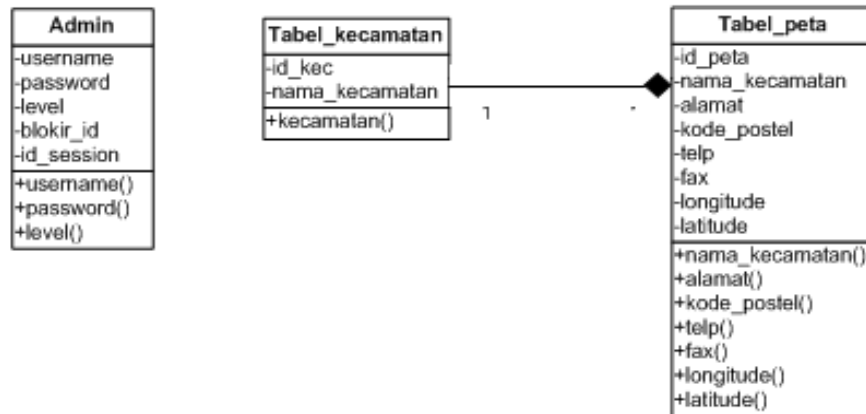 Admin
-username
-password
-level
-blokir_id
-id_session
+username()
+password()
+level()
Tabel_kecamatan
-id_kec
-nama_kecamatan
+kecamatan()
1
Tabel_peta
-id_peta
-nama_kecamatan
-alamat
-kode_postel
-telp
-fax
-longitude
-latitude
+nama_kecamatan()
+alamat()
+kode_postel()
+telp()
+fax()
+longitude()
+latitude()